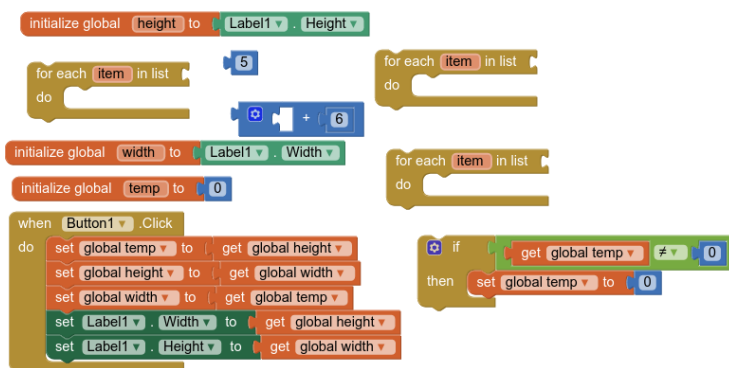 initialize global height to Label1 . Height
for each item in list
do
5
for each item in list
do
+ 6
initialize global width to Label1 . Width
for each item in list
do
initialize global temp to 0
when Button1 .Click
do set global temp to get global height
set global height to get global width
set global width to get global temp
set Label1 . Width to get global height
set Label1 . Height to get global width
if get global temp ≠ 0
then set global temp to 0